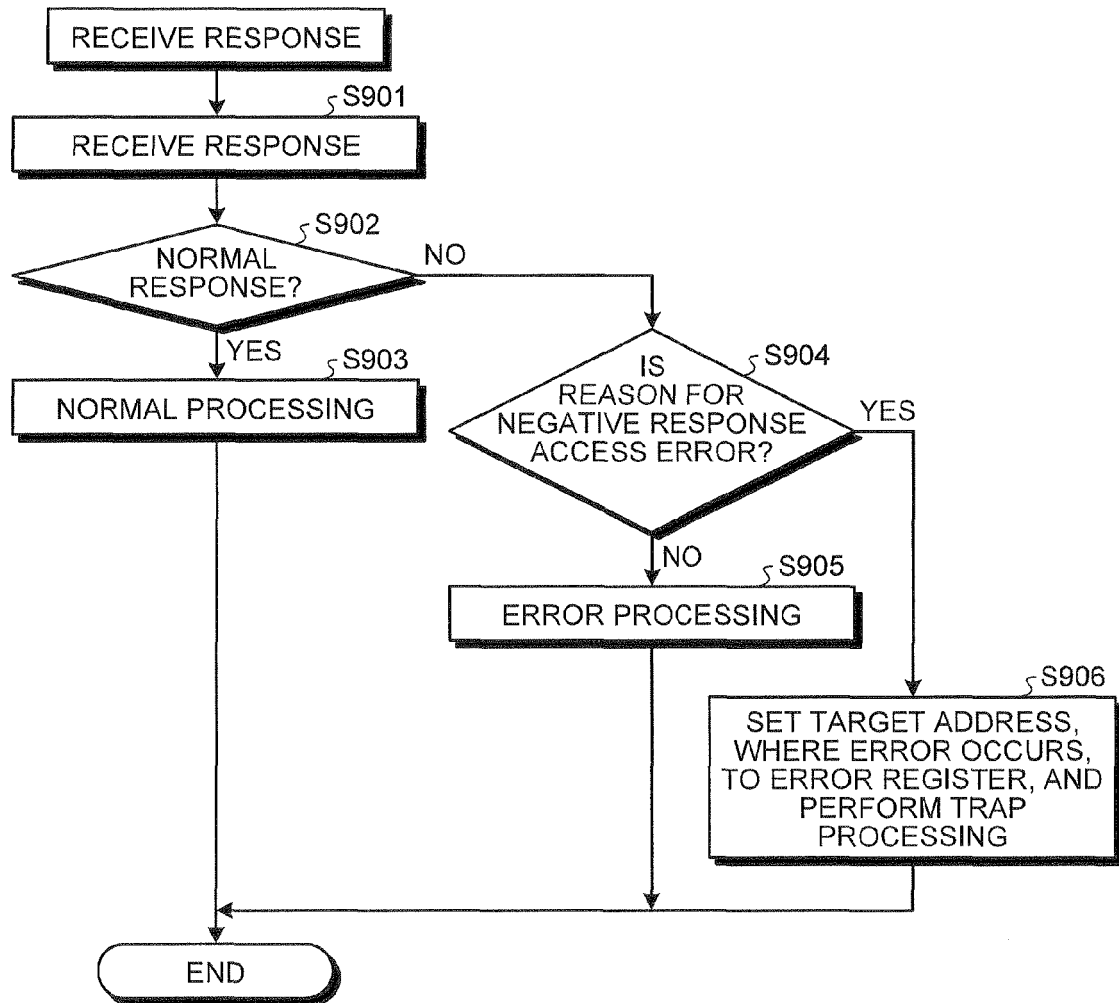 RECEIVE RESPONSE
S901
RECEIVE RESPONSE
S902
NORMAL
RESPONSE?
NO
YES
S903
NORMAL PROCESSING
S904
IS
REASON FOR
NEGATIVE RESPONSE
ACCESS ERROR?
YES
NO
S905
ERROR PROCESSING
S906
SET TARGET ADDRESS,
WHERE ERROR OCCURS,
TO ERROR REGISTER, AND
PERFORM TRAP
PROCESSING
END